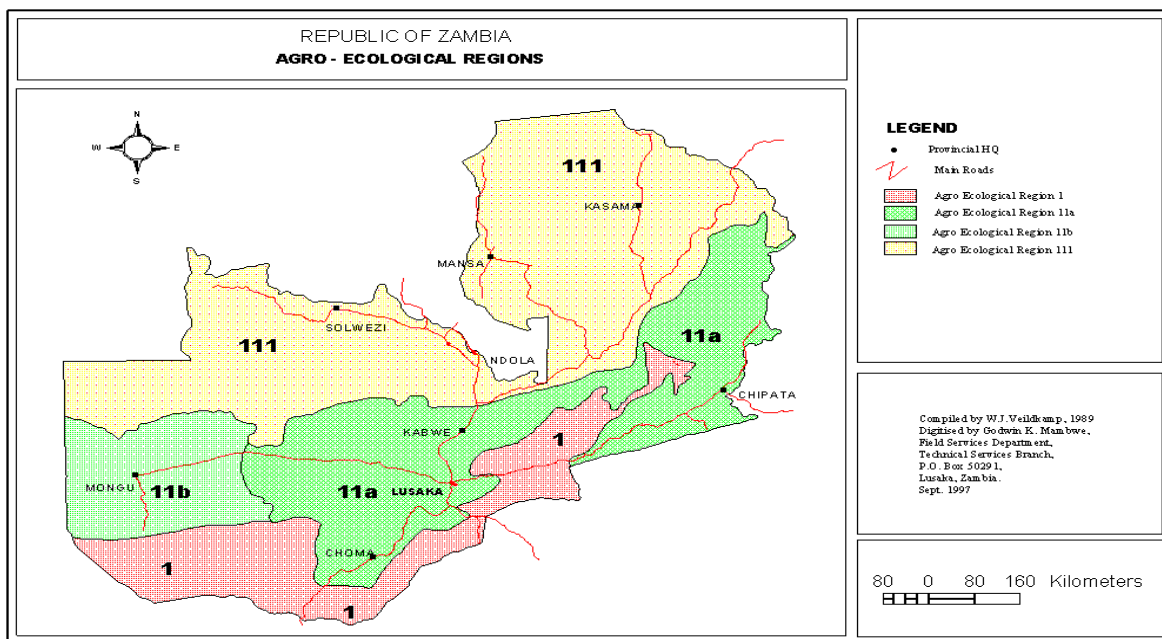 REPUBLIC OF ZAMBIA
AGRO - ECOLOGICAL REGIONS
N
W E
S
111
KASAMA
MANSA
SOLWEZI
111
NDOLA
11a
CHIPATA
KABWE
1
MONGU
11b
11a
LUSAKA
CHOMA
1
1
LEGEND
Provincial HQ
Main Roads
Agro Ecological Region 1
Agro Ecological Region 11a
Agro Ecological Region 11b
Agro Ecological Region 111
Compiled by W.J.Veildkamp, 1989
Digitised by Godwin K. Mambwe,
Field Services Department,
Technical Services Branch,
P.O. Box 50291,
Lusaka, Zambia.
Sept. 1997
80 0 80 160 Kilometers